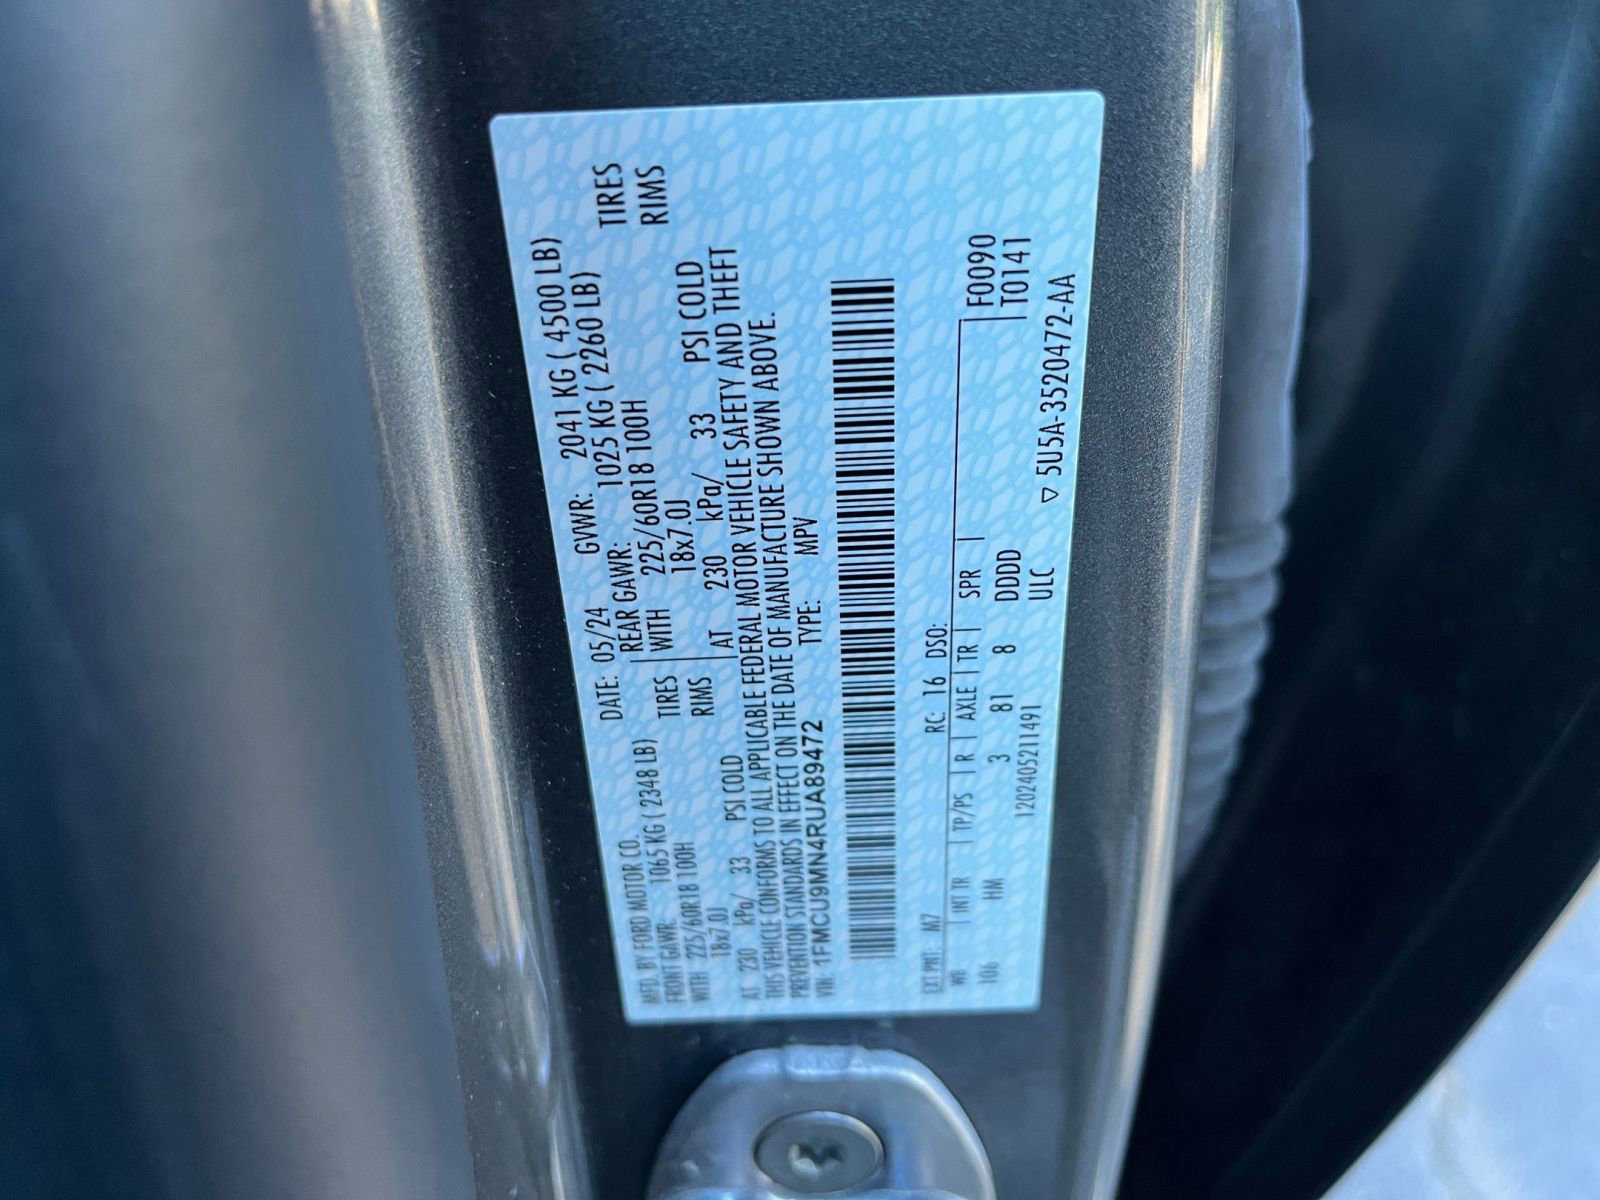 MFD. BY FORD MOTOR CO.
DATE: 05/24 GVWR: 2041 KG ( 4500 LB)
FRONT GAWR: 1065 KG ( 2348 LB)
REAR GAWR: 1025 KG ( 2260 LB)
WITH 225/60R18 100H TIRES
WITH 225/60R18 100H TIRES
18x7.0J RIMS
18x7.0J RIMS
AT 230 kPa/ 33 PSI COLD
AT 230 kPa/ 33 PSI COLD
THIS VEHICLE CONFORMS TO ALL APPLICABLE FEDERAL MOTOR VEHICLE SAFETY AND THEFT
PREVENTION STANDARDS IN EFFECT ON THE DATE OF MANUFACTURE SHOWN ABOVE.
VIN: 1FMCU9MN4RUA89472 TYPE: MPV
EXT PNT: M7 RC: 16 DSO:
WB INT TR TP/PS R AXLE TR SPR F0090
106 HM 3 81 8 DDDD T0141
120240521149​1 ULC
▽ 5U5A-3520472-AA